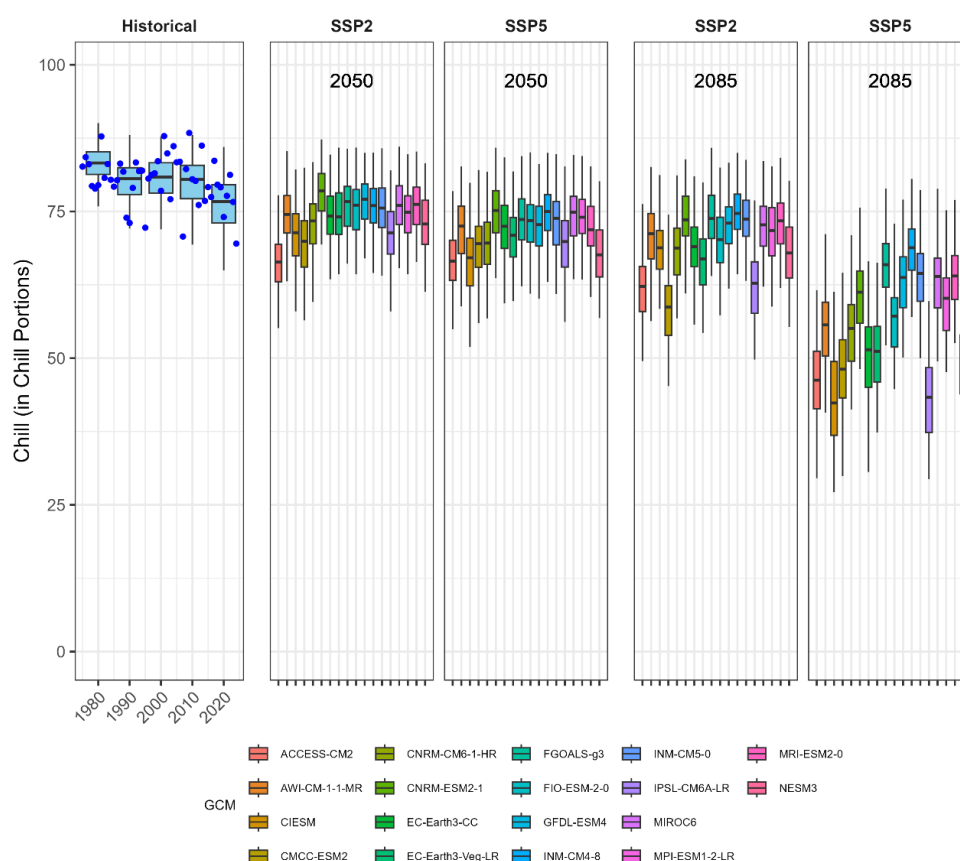 Historical
SSP2
SSP5
SSP2
SSP5
2050
2050
2085
2085
Chill (in Chill Portions)
100
75
50
25
0
1980
1990
2000
2010
2020
GCM
ACCESS-CM2
AWI-CM-1-1-MR
CIESM
CMCC-ESM2
CNRM-CM6-1-HR
CNRM-ESM2-1
EC-Earth3-CC
EC-Earth3-Veg-LR
FGOALS-g3
FIO-ESM-2-0
GFDL-ESM4
INM-CM4-8
INM-CM5-0
IPSL-CM6A-LR
MIROC6
MPI-ESM1-2-LR
MRI-ESM2-0
NESM3